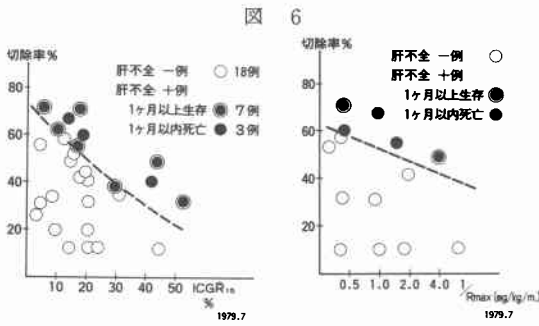 図 6
切除率%
肝不全 －例 ○ 18例
肝不全 ＋例
1ヶ月以上生存 ◉ 7例
1ヶ月以内死亡 ● 3例
80
60
40
20
10 20 30 40 50 ICGR15
%
1979.7
切除率%
肝不全 －例 ○
肝不全 ＋例
1ヶ月以上生存 ◉
1ヶ月以内死亡 ●
80
60
40
20
0.5 1.0 2.0 4.0 1
/Rmax(mg/kg/m.)
1979.7